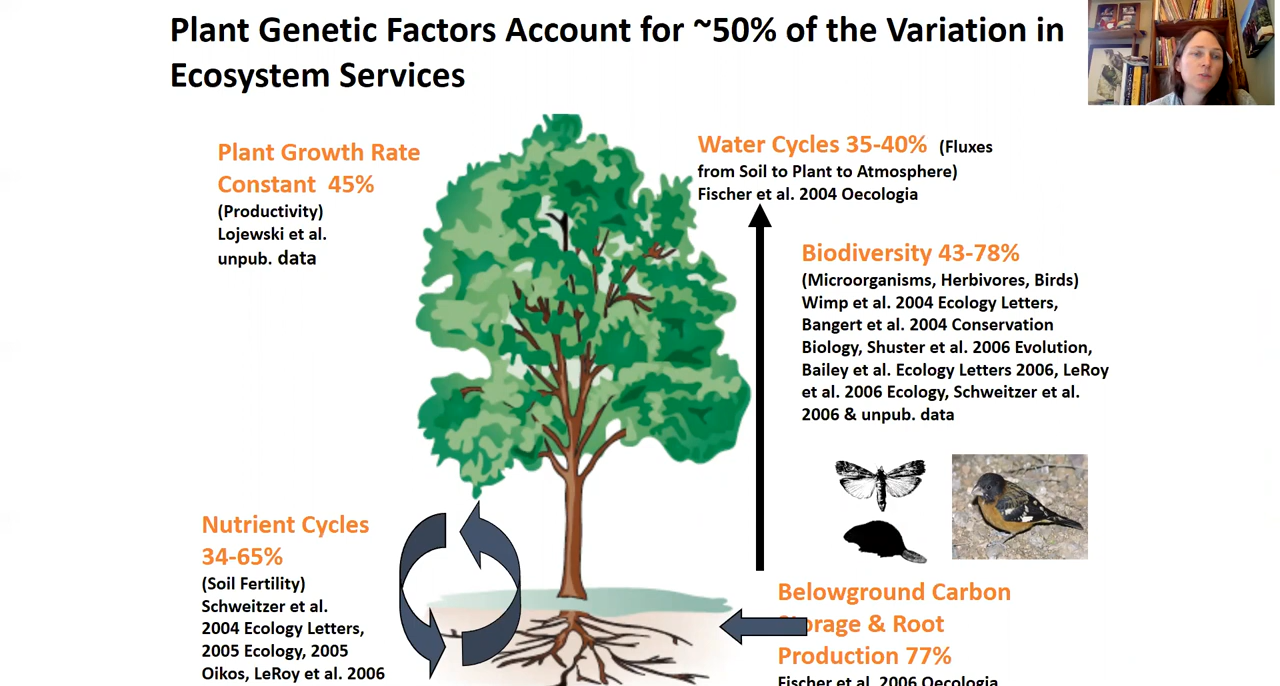 Plant Genetic Factors Account for ~50% of the Variation in
Ecosystem Services
Plant Growth Rate
Constant 45%
(Productivity)
Lojewski et al.
unpub. data
Water Cycles 35-40% (Fluxes
from Soil to Plant to Atmosphere)
Fischer et al. 2004 Oecologia
Biodiversity 43-78%
(Microorganisms, Herbivores, Birds)
Wimp et al. 2004 Ecology Letters,
Bangert et al. 2004 Conservation
Biology, Shuster et al. 2006 Evolution,
Bailey et al. Ecology Letters 2006, LeRoy
et al. 2006 Ecology, Schweitzer et al.
2006 & unpub. data
Nutrient Cycles
34-65%
(Soil Fertility)
Schweitzer et al.
2004 Ecology Letters,
2005 Ecology, 2005
Oikos, LeRoy et al. 2006
Belowground Carbon
Storage & Root
Production 77%
Fischer et al. 2006 Oecologia